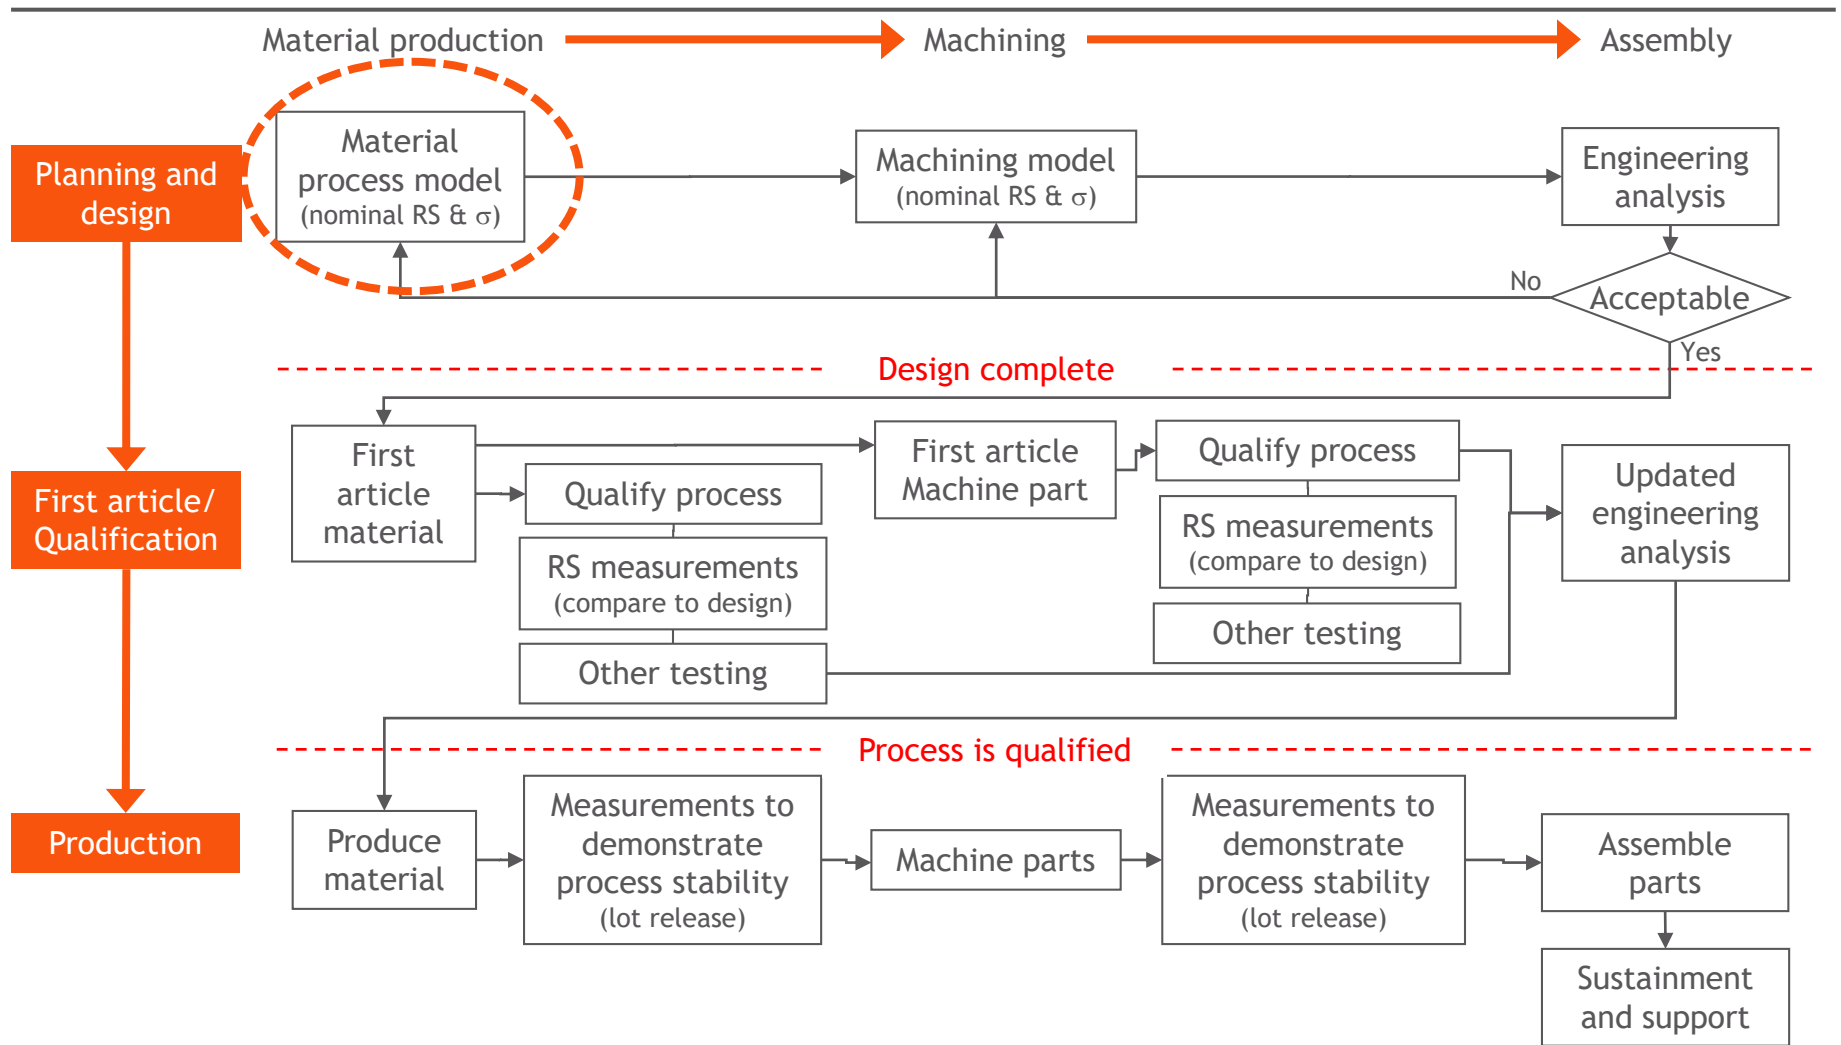 Material production
Machining
Assembly
Planning and
design
Material
process model
(nominal RS & σ)
Machining model
(nominal RS & σ)
Engineering
analysis
No
Acceptable
Yes
Design complete
First article/
Qualification
First
article
material
Qualify process
RS measurements
(compare to design)
Other testing
First article
Machine part
Qualify process
RS measurements
(compare to design)
Other testing
Updated
engineering
analysis
Process is qualified
Production
Produce
material
Measurements to
demonstrate
process stability
(lot release)
Machine parts
Measurements to
demonstrate
process stability
(lot release)
Assemble
parts
Sustainment
and support